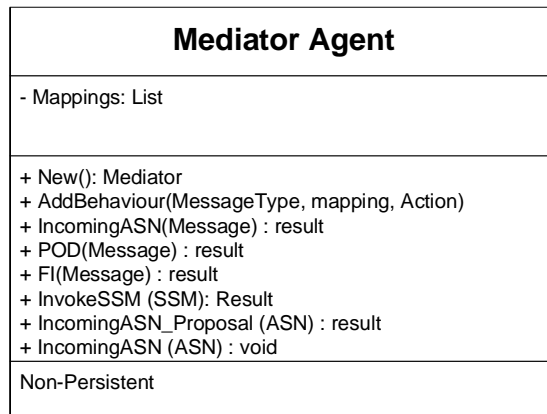 Mediator Agent
- Mappings: List
+ New(): Mediator
+ AddBehaviour(MessageType, mapping, Action)
+ IncomingASN(Message) : result
+ POD(Message) : result
+ FI(Message) : result
+ InvokeSSM (SSM): Result
+ IncomingASN_Proposal (ASN) : result
+ IncomingASN (ASN) : void
Non-Persistent